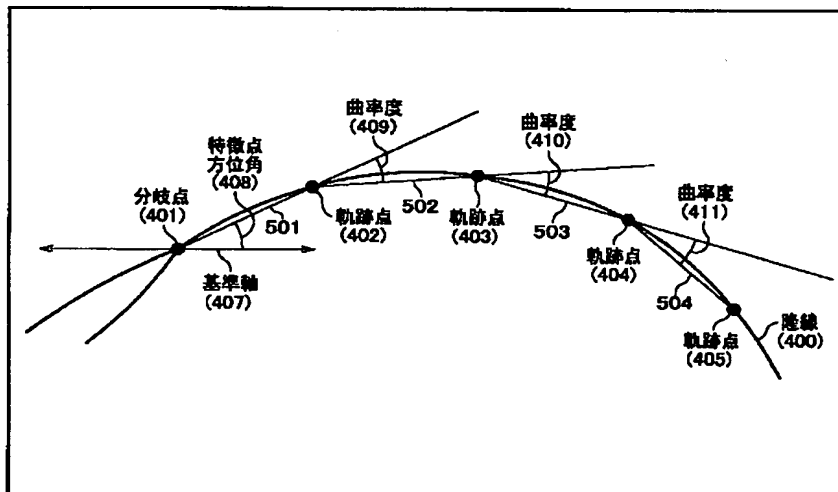 曲率度
(409)
曲率度
(410)
特徴点
方位角
(408)
曲率度
(411)
分岐点
(401)
501
軌跡点
(402)
502
軌跡点
(403)
503
軌跡点
(404)
504
基準軸
(407)
軌跡点
(405)
隆線
(400)